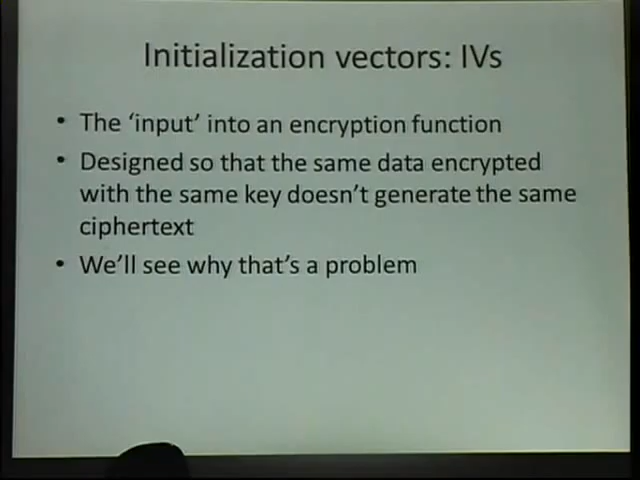 Initialization vectors: IVs
• The ‘input’ into an encryption function
• Designed so that the same data encrypted
with the same key doesn’t generate the same
ciphertext
• We’ll see why that’s a problem